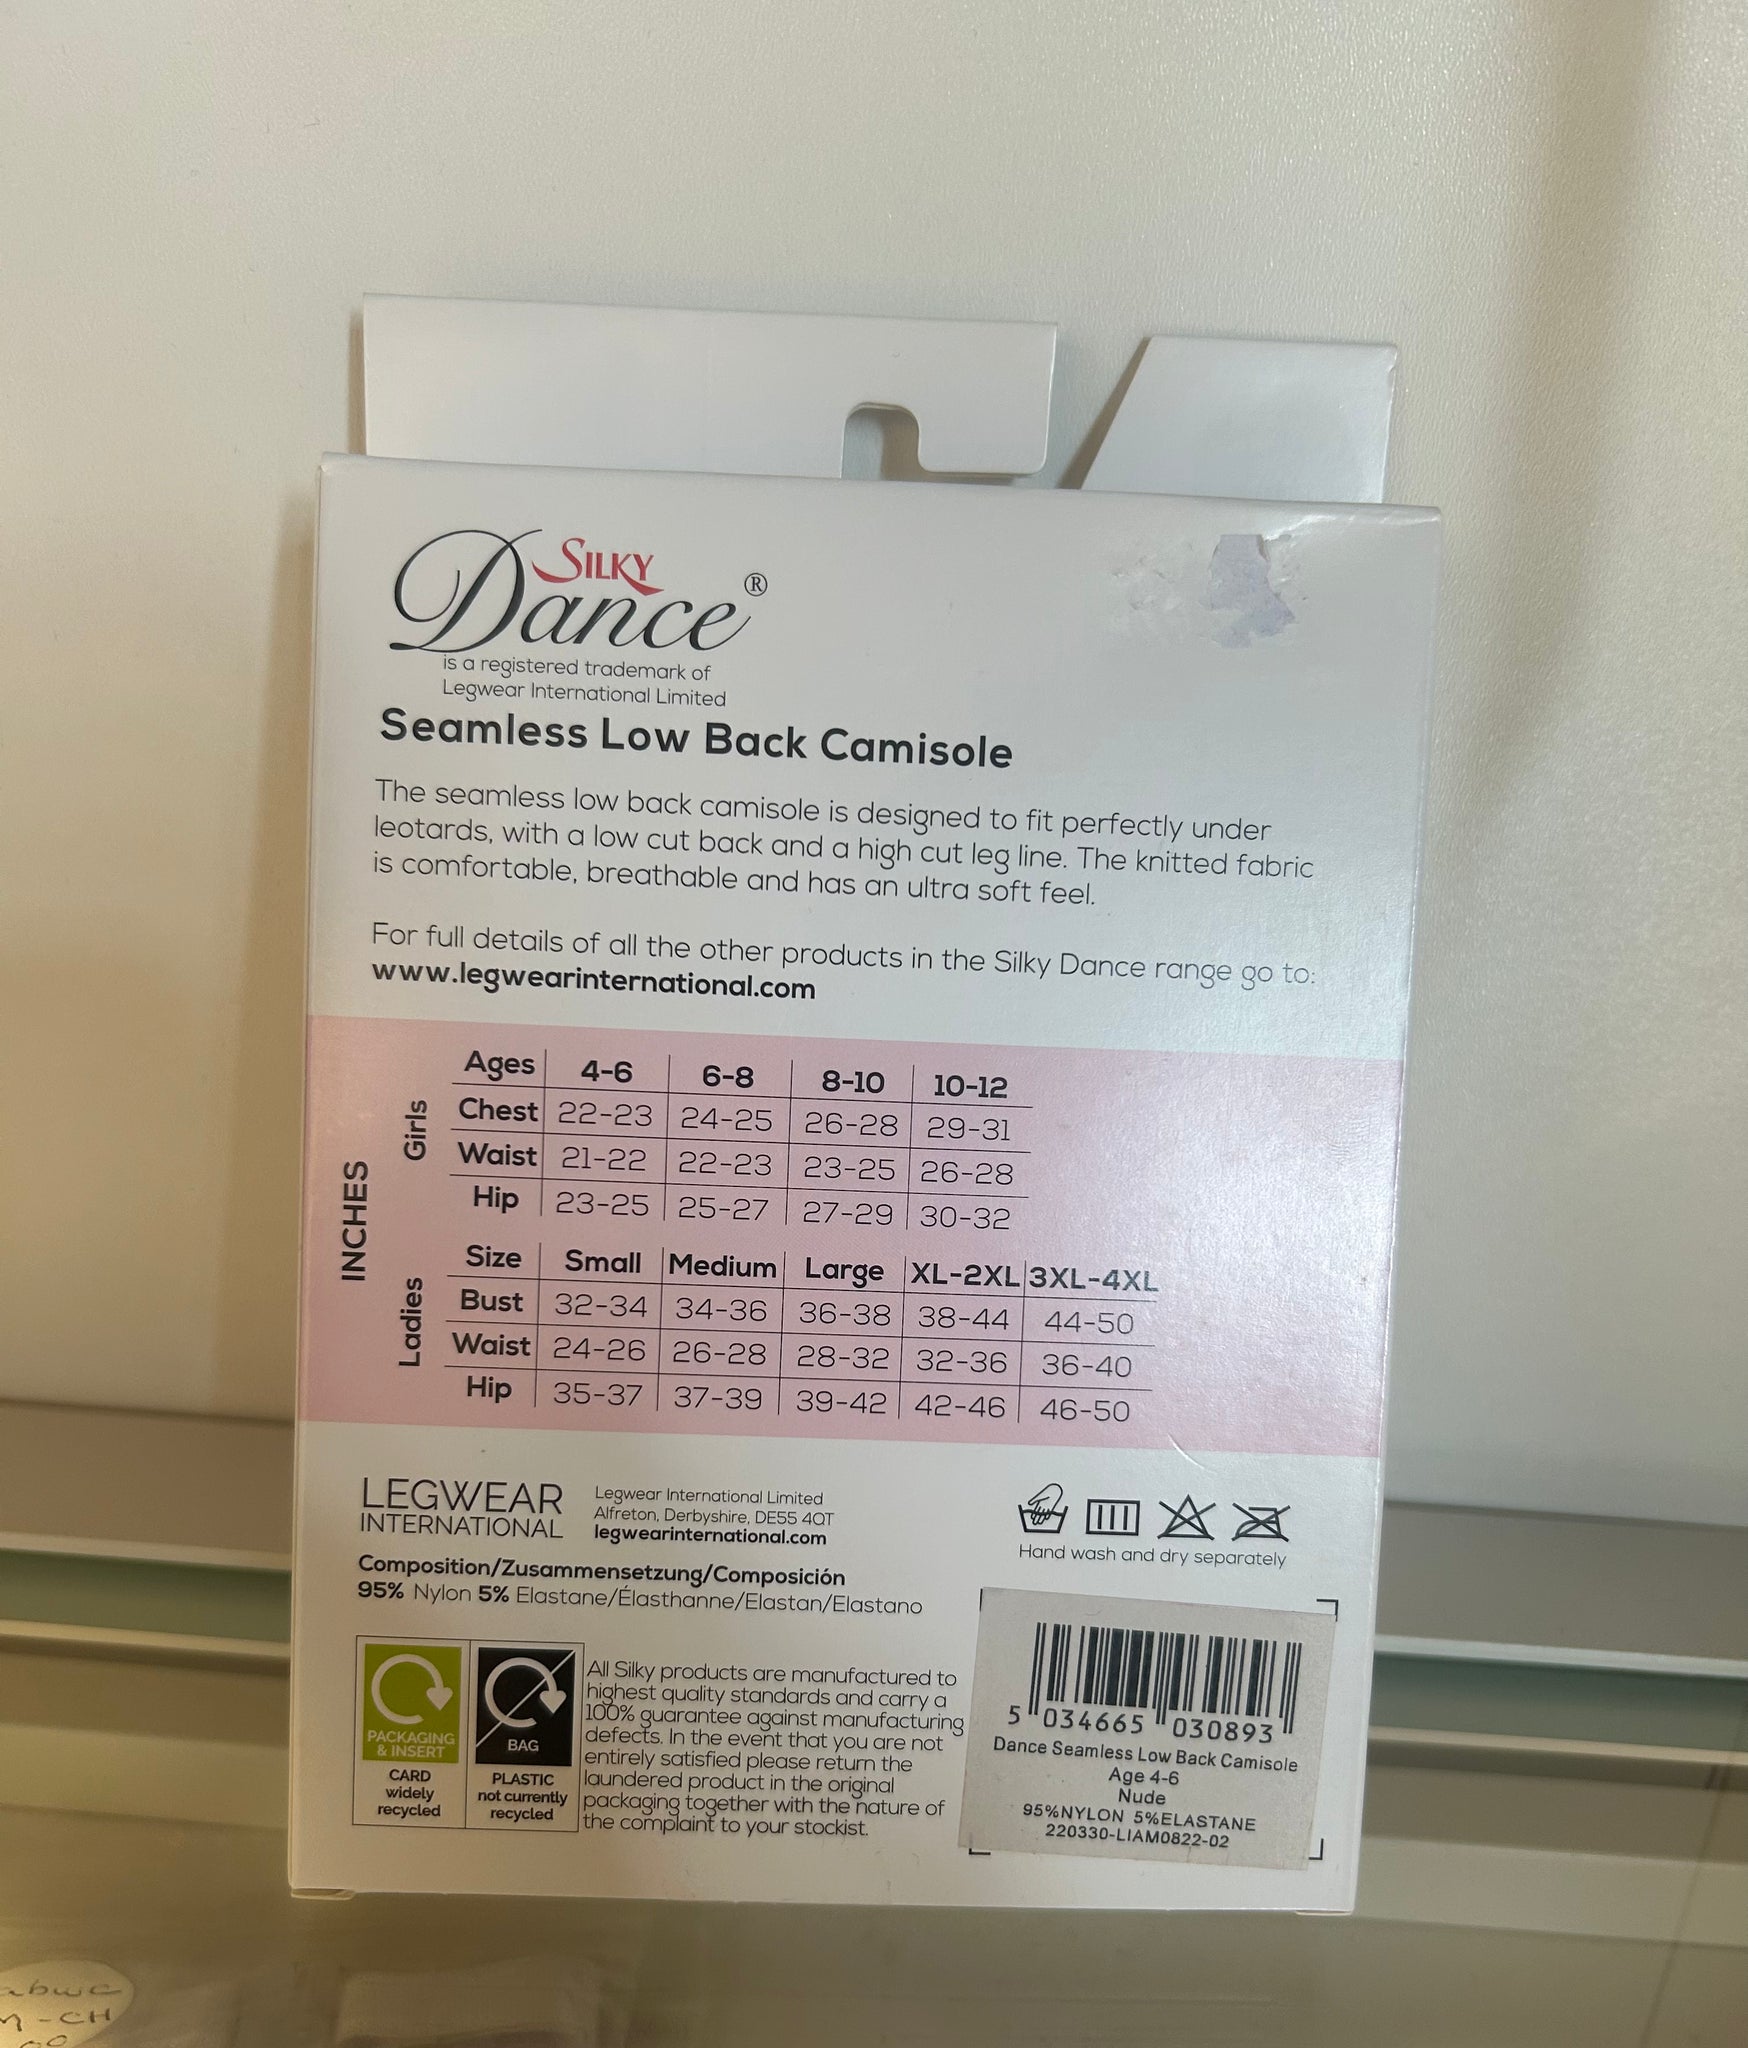 SILKY
Dance®
is a registered trademark of
Legwear International Limited
Seamless Low Back Camisole
The seamless low back camisole is designed to fit perfectly under
leotards, with a low cut back and a high cut leg line. The knitted fabric
is comfortable, breathable and has an ultra soft feel.
For full details of all the other products in the Silky Dance range go to:
www.legwearinternational.com
INCHES
Girls
Ages 4-6 6-8 8-10 10-12
Chest 22-23 24-25 26-28 29-31
Waist 21-22 22-23 23-25 26-28
Hip 23-25 25-27 27-29 30-32
Ladies
Size Small Medium Large XL-2XL 3XL-4XL
Bust 32-34 34-36 36-38 38-44 44-50
Waist 24-26 26-28 28-32 32-36 36-40
Hip 35-37 37-39 39-42 42-46 46-50
LEGWEAR
INTERNATIONAL
Legwear International Limited
Alfreton, Derbyshire, DE55 4QT
legwearinternational.com
Hand wash and dry separately
Composition/Zusammensetzung/Composición
95% Nylon 5% Elastane/Élasthanne/Elastan/Elastano
PACKAGING
& INSERT
CARD
widely
recycled
BAG
PLASTIC
not currently
recycled
All Silky products are manufactured to
highest quality standards and carry a
100% guarantee against manufacturing
defects. In the event that you are not
entirely satisfied please return the
laundered product in the original
packaging together with the nature of
the complaint to your stockist.
5 034665 030893
Dance Seamless Low Back Camisole
Age 4-6
Nude
95%NYLON 5%ELASTANE
220330-LIAM0822-02
-CH